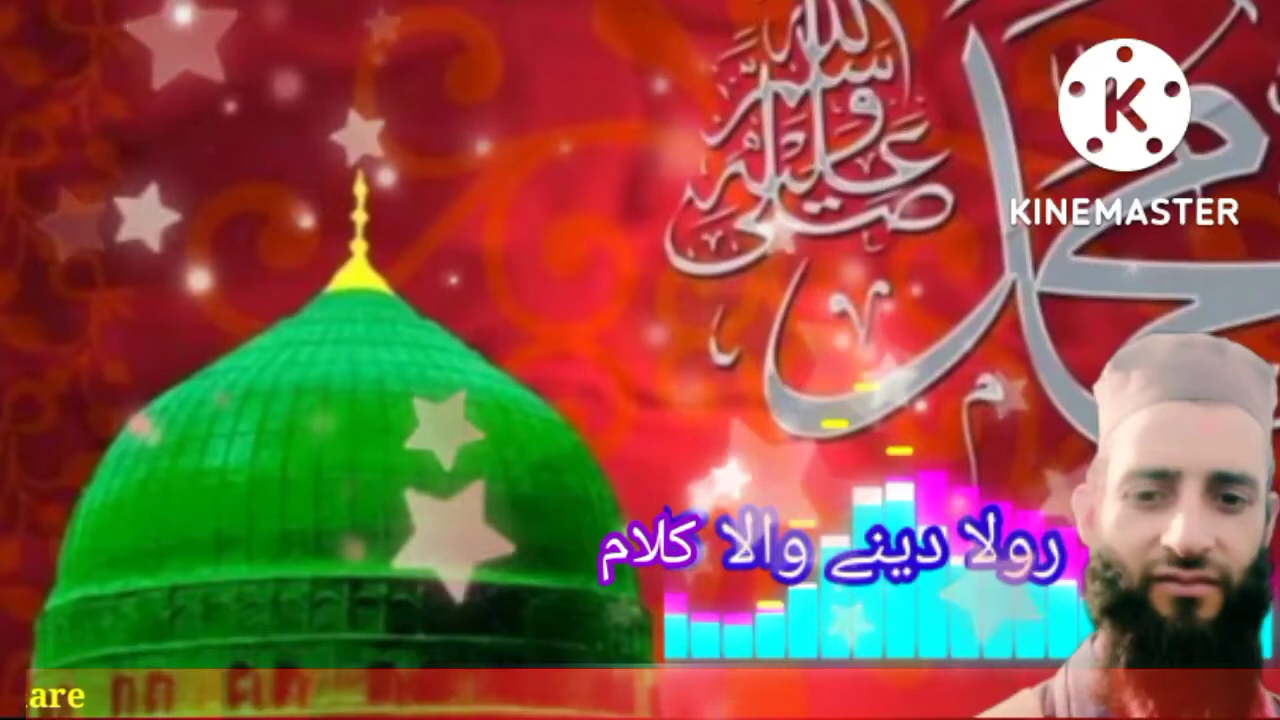 محمد
صلى الله عليه وسلم
KINEMASTER
رولا دینے والا کلام
are